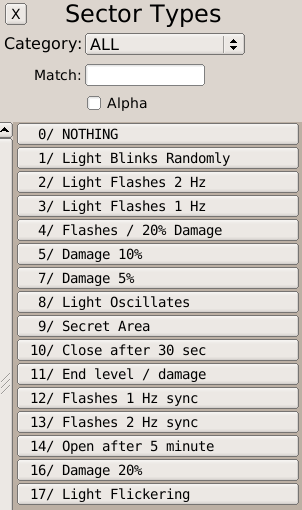 X Sector Types
Category: ALL
Match:
Alpha
0/ NOTHING
1/ Light Blinks Randomly
2/ Light Flashes 2 Hz
3/ Light Flashes 1 Hz
4/ Flashes / 20% Damage
5/ Damage 10%
7/ Damage 5%
8/ Light Oscillates
9/ Secret Area
10/ Close after 30 sec
11/ End level / damage
12/ Flashes 1 Hz sync
13/ Flashes 2 Hz sync
14/ Open after 5 minute
16/ Damage 20%
17/ Light Flickering